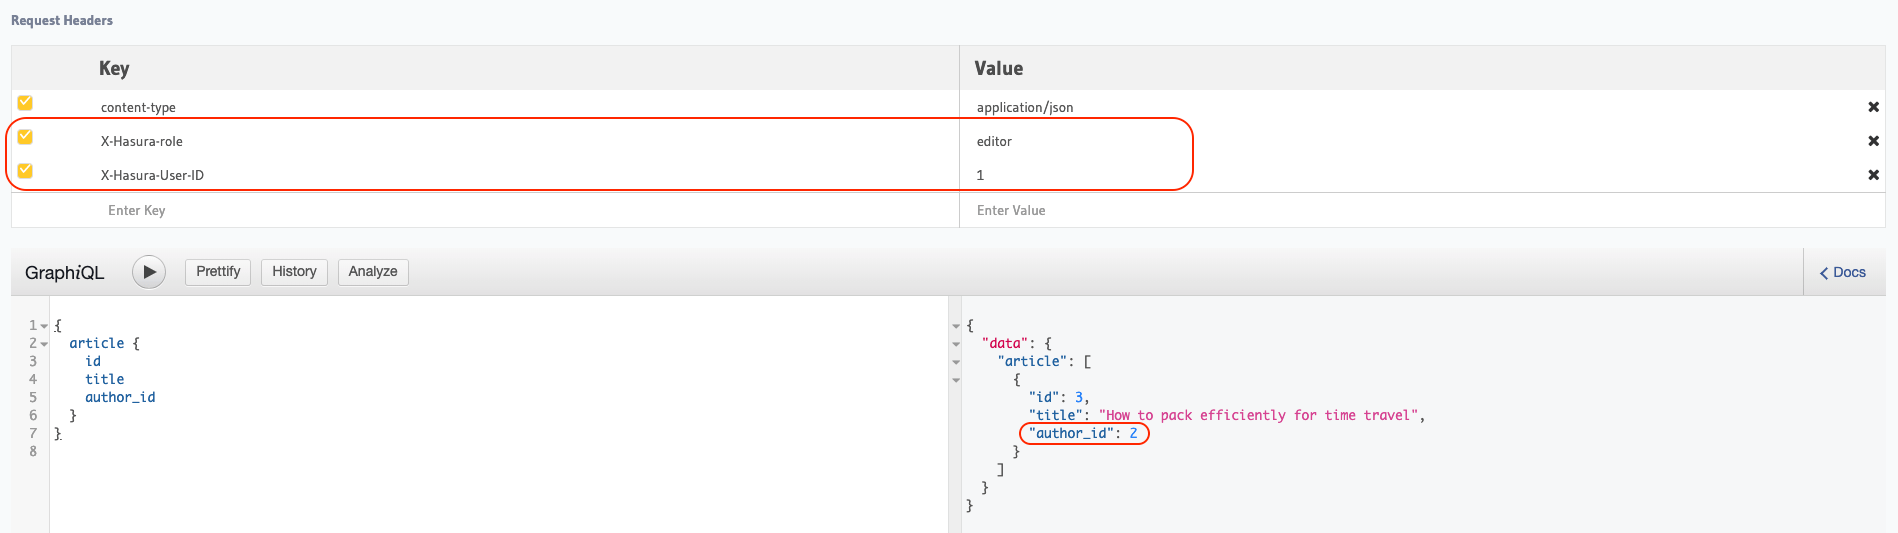 Request Headers
Key Value
content-type application/json
X-Hasura-role editor
X-Hasura-User-ID 1
Enter Key Enter Value
GraphiQL Prettify History Analyze Docs
1 {
2 article {
3 id
4 title
5 author_id
6 }
7 }
8
{
"data": {
"article": [
{
"id": 3,
"title": "How to pack efficiently for time travel",
"author_id": 2
}
]
}
}